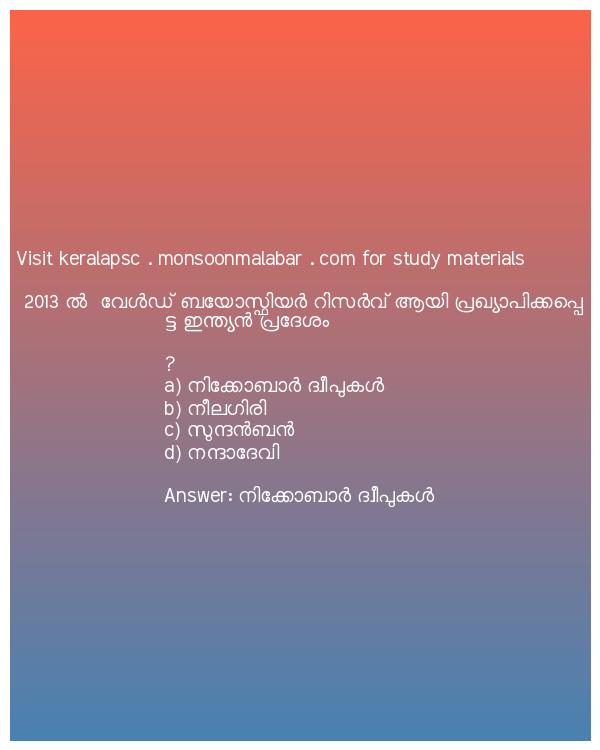 Visit keralapsc . monsoonmalabar . com for study materials
2013 ൽ വേൾഡ് ബയോസ്ഫിയർ റിസർവ് ആയി പ്രഖ്യാപിക്കപ്പെ
ട്ട ഇന്ത്യൻ പ്രദേശം
?
a) നിക്കോബാർ ദ്വീപുകൾ
b) നീലഗിരി
c) സുന്ദൻബൻ
d) നന്ദാദേവി
Answer: നിക്കോബാർ ദ്വീപുകൾ